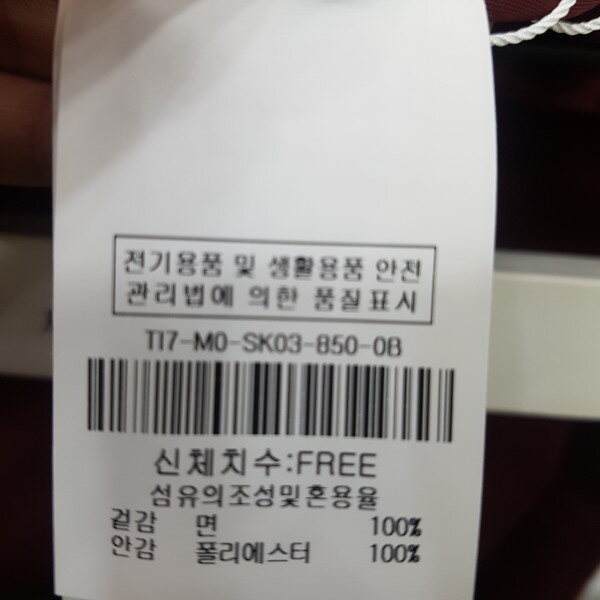 전기용품 및 생활용품 안전
관리법에 의한 품질표시
TI7-M0-SK03-850-0B
신체치수:FREE
섬유의조성및혼용율
겉감 면 100%
안감 폴리에스터 100%